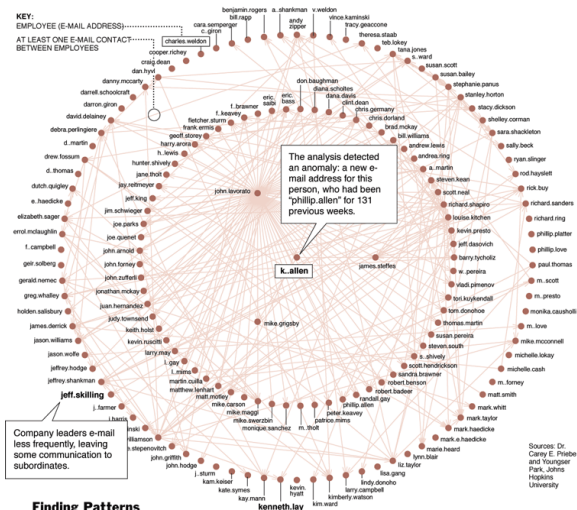 KEY:
EMPLOYEE (E-MAIL ADDRESS)
AT LEAST ONE E-MAIL CONTACT
BETWEEN EMPLOYEES
charles.weldon
cooper.richey
craig.dean
dan.hyvl
danny.mccarty
darrell.schoolcraft
darron.giron
david.delainey
debra.perlingiere
d..martin
drew.fossum
d..thomas
dutch.quigley
e..haedicke
elizabeth.sager
errol.mclaughlin
f..campbell
geir.solberg
gerald.nemec
greg.whalley
holden.salisbury
james.derrick
jason.williams
jason.wolfe
jeffrey.hodge
jeffrey.shankman
jeff.skilling
j..farmer
j.harris
inski
williamson
e.stepenovitch
john.griffith
john.hodge
j..sturm
kam.keiser
kate.symes
kay.mann
kenneth.lay
kevin.
hyatt
kim.ward
kimberly.watson
larry.campbell
lindy.donoho
lisa.gang
liz.taylor
lynn.blair
marie.heard
mark.e.haedicke
mark.haedicke
mark.taylor
mark.whitt
matt.smith
m..forney
michelle.cash
michelle.lokay
mike.mcconnell
m..love
monika.causholli
m..presto
m..scott
paul.thomas
phillip.love
phillip.platter
richard.ring
richard.sanders
rick.buy
rod.hayslett
ryan.slinger
sally.beck
sara.shackleton
shelley.corman
stacy.dickson
stanley.horton
stephanie.panus
susan.bailey
susan.scott
s..ward
tana.jones
teb.lokey
theresa.staab
tracy.geaccone
vince.kaminski
v.weldon
andy
zipper
a..shankman
benjamin.rogers
bill.rapp
cara.semperger
c..giron
don.baughman
diana.scholtes
dana.davis
clint.dean
chris.germany
chris.dorland
brad.mckay
bill.williams
andrew.lewis
andrea.ring
a..martin
steven.kean
scott.neal
richard.shapiro
louise.kitchen
kevin.presto
jeff.dasovich
barry.tycholiz
w..pereira
vladi.pimenov
tori.kuykendall
tom.donohoe
thomas.martin
susan.pereira
steven.south
s..shively
scott.hendrickson
sandra.brawner
robert.benson
robert.badeer
randall.gay
phillip.allen
peter.keavey
patrice.mims
m..tholt
monique.sanchez
mike.swerzbin
mike.maggi
mike.carson
matt.motley
matthew.lenhart
martin.cuilla
l..mims
l..gay
larry.may
kevin.ruscitti
keith.holst
judy.townsend
juan.hernandez
jonathan.mckay
john.zufferli
john.forney
john.arnold
joe.quenet
joe.parks
jim.schwieger
jeff.king
jay.reitmeyer
jane.tholt
hunter.shively
h..lewis
harry.arora
geoff.storey
frank.ermis
fletcher.sturm
f..keavey
f..brawner
eric.
saibi
eric.
bass
john.lavorato
k..allen
james.steffes
mike.grigsby
The analysis detected
an anomaly: a new e-
mail address for this
person, who had been
“phillip.allen” for 131
previous weeks.
Company leaders e-mail
less frequently, leaving
some communication to
subordinates.
Sources: Dr.
Carey E. Priebe
and Youngser
Park, Johns
Hopkins
University
Finding Patterns